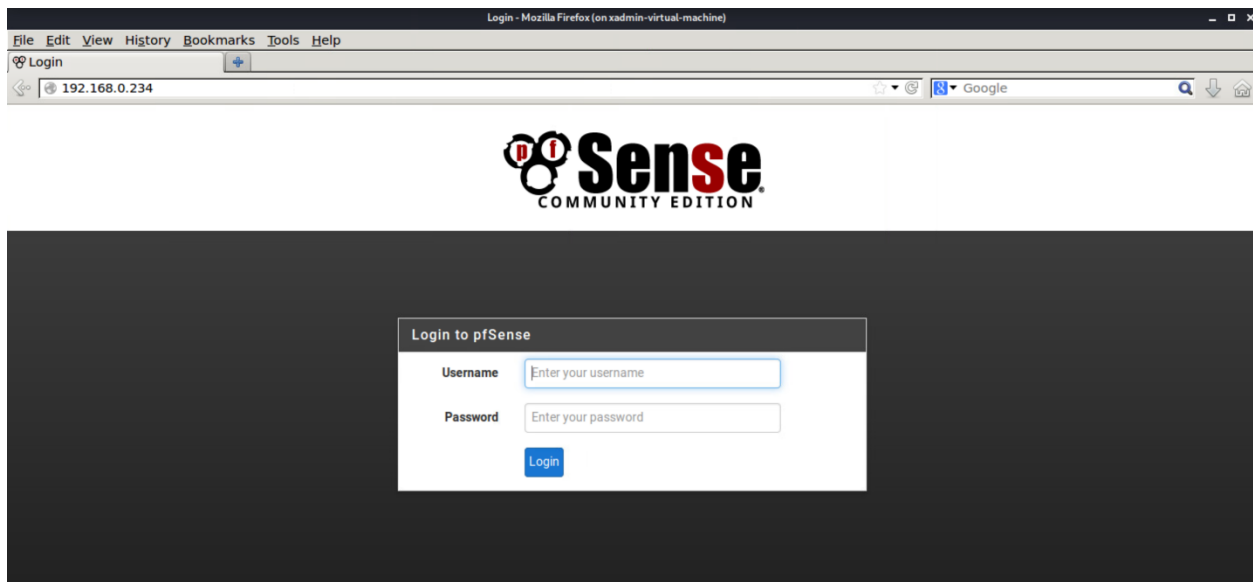 Login - Mozilla Firefox (on xadmin-virtual-machine)
File Edit View History Bookmarks Tools Help
Login
192.168.0.234
8 Google
pf Sense®
COMMUNITY EDITION
Login to pfSense
Username Enter your username
Password Enter your password
Login